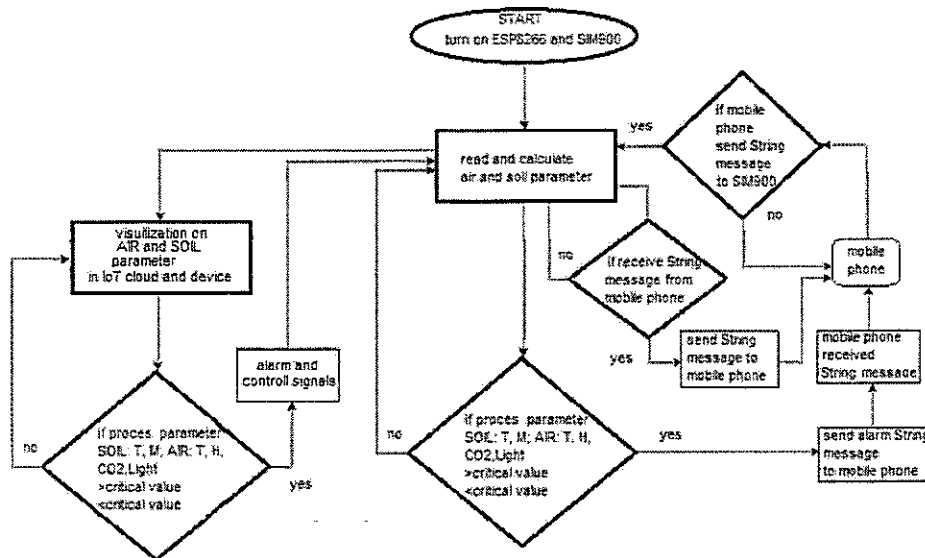 START
turn on ESP8266 and SIM900
if mobile
phone
send String
message
to SIM900
yes
no
read and calculate
air and soil parameter
visuilization on
AIR and SOIL
parameter
in IoT cloud and device
no
if receive String
message from
mobile phone
mobile
phone
alarm and
controll signals
yes
send String
message to
mobile phone
mobile phone
received
String message
no
if proces parameter
SOIL: T, M; AIR: T, H,
CO2,Light
>critical value
<critical value
yes
if proces parameter
SOIL: T, M; AIR: T, H,
CO2,Light
>critical value
<critical value
yes
send alarm String
message
to mobile phone